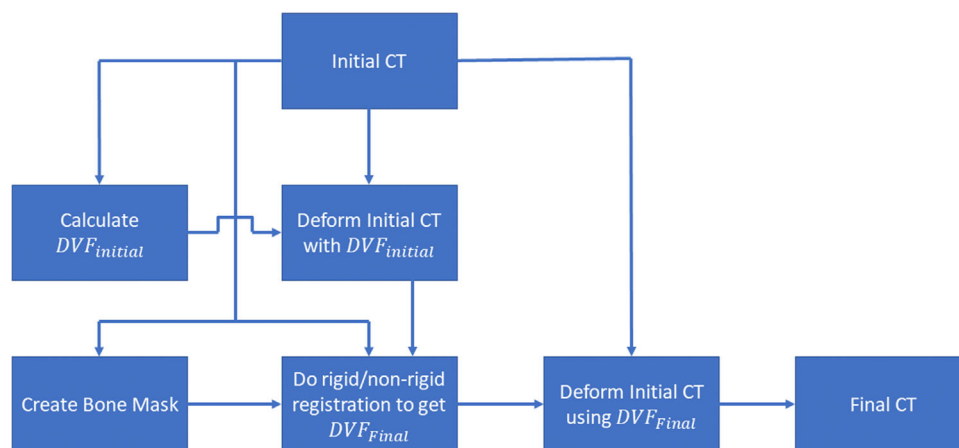 Initial CT
Calculate
DVF_initial
Deform Initial CT
with DVF_initial
Create Bone Mask
Do rigid/non-rigid
registration to get
DVF_Final
Deform Initial CT
using DVF_Final
Final CT